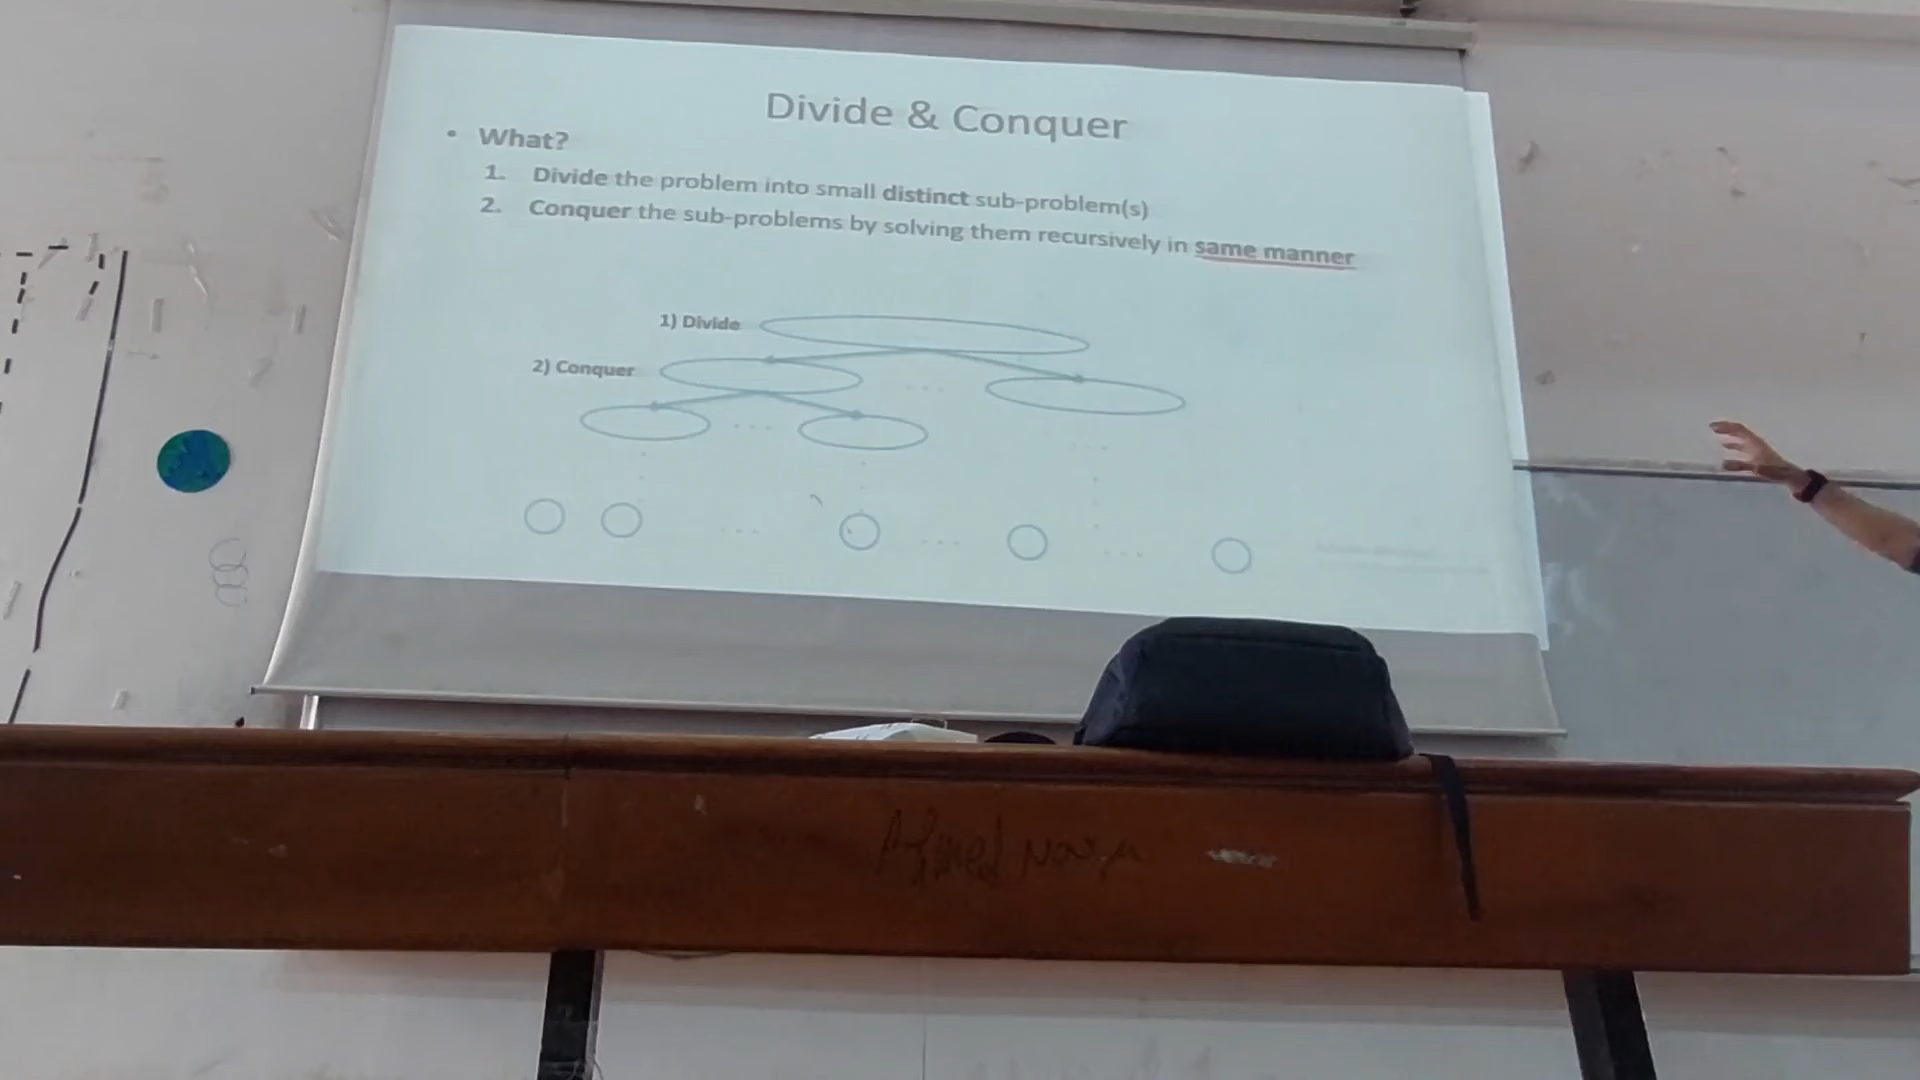 Divide & Conquer
• What?
1. Divide the problem into small distinct sub-problem(s)
2. Conquer the sub-problems by solving them recursively in same manner
1) Divide
2) Conquer